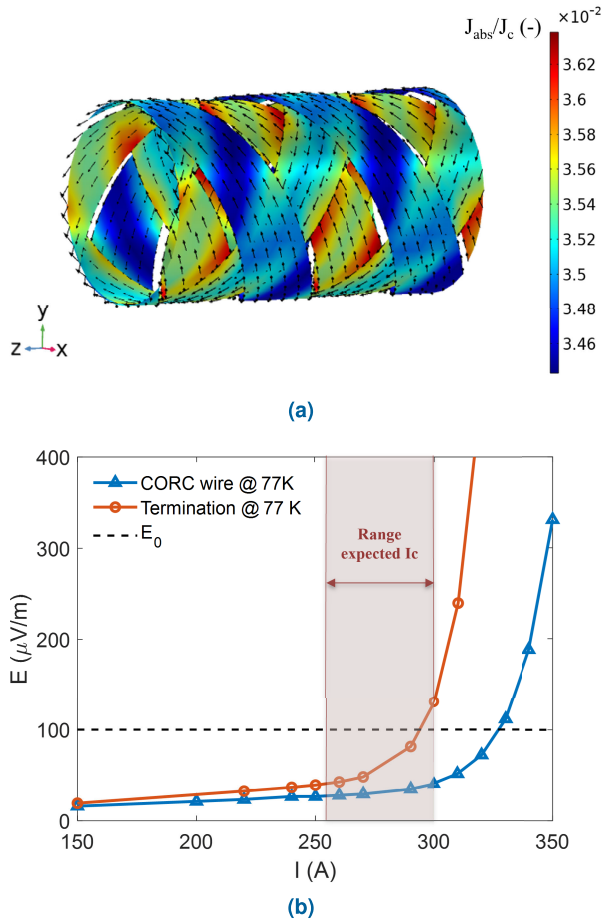 J_abs/J_c (-)
×10⁻²
3.62
3.6
3.58
3.56
3.54
3.52
3.5
3.48
3.46
y
z
x
(a)
400
300
200
100
0
E (μV/m)
CORC wire @ 77K
Termination @ 77 K
E_0
Range
expected Ic
150
200
250
300
350
I (A)
(b)